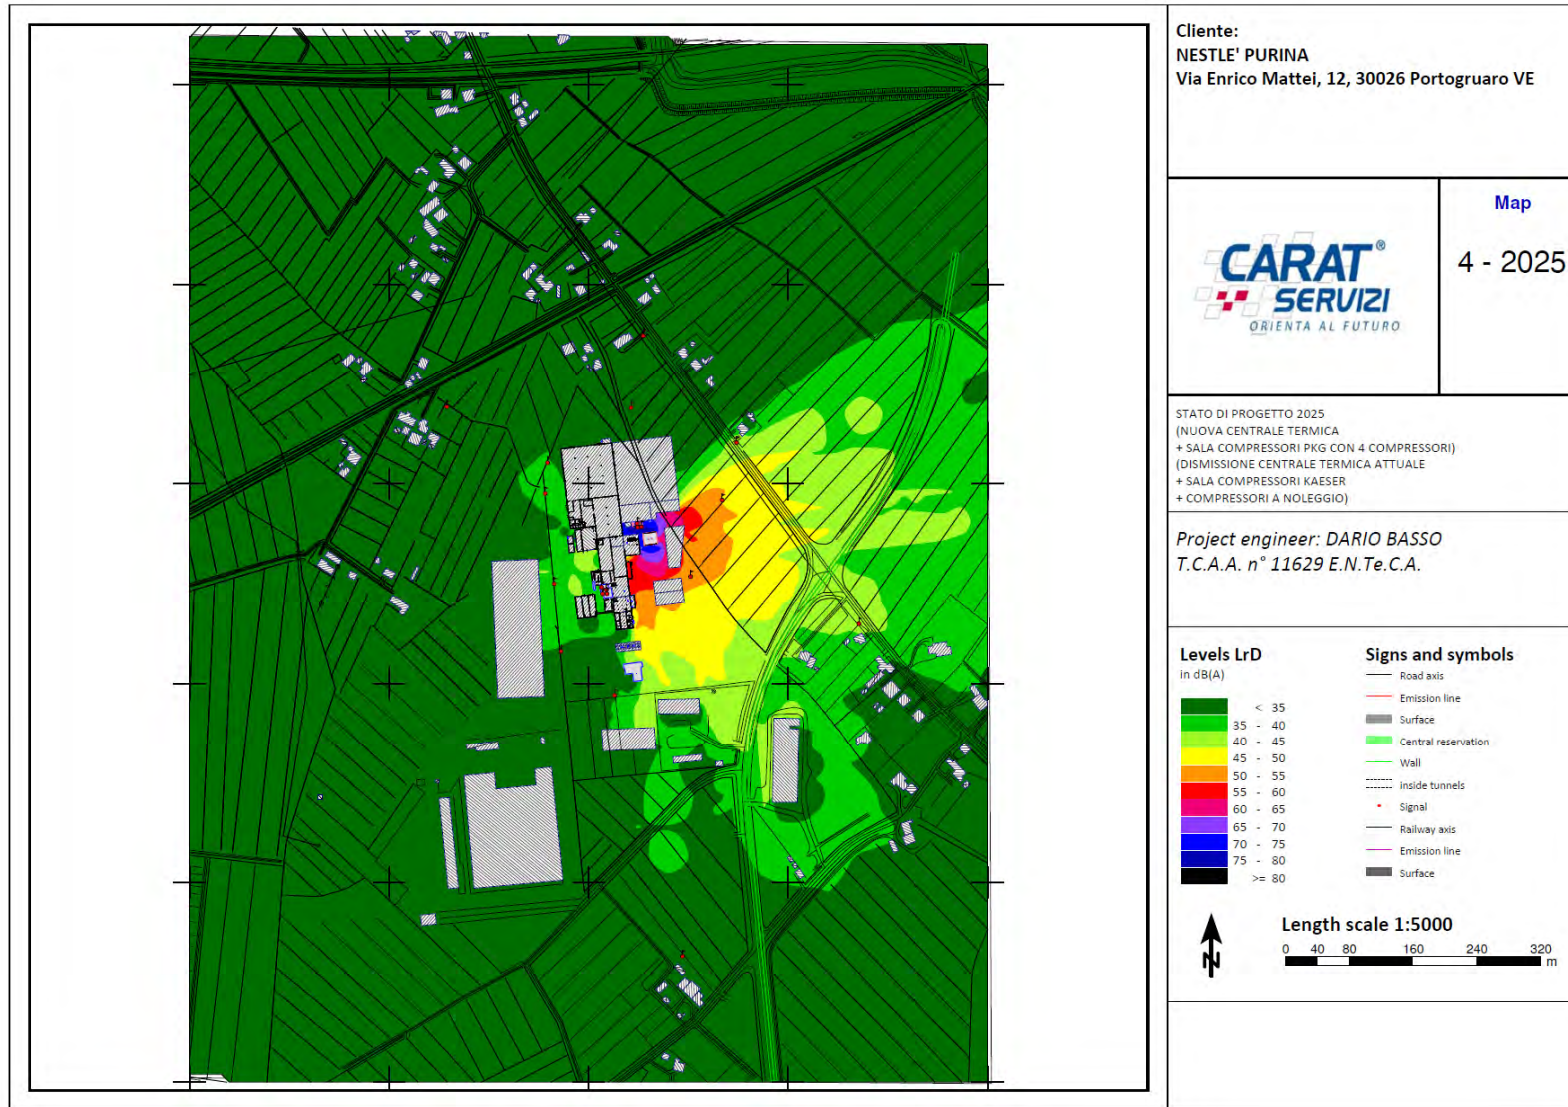 Cliente:
NESTLE' PURINA
Via Enrico Mattei, 12, 30026 Portogruaro VE
CARAT®
SERVIZI
ORIENTA AL FUTURO
Map
4 - 2025
STATO DI PROGETTO 2025
(NUOVA CENTRALE TERMICA
+ SALA COMPRESSORI PKG CON 4 COMPRESSORI)
(DISMISSIONE CENTRALE TERMICA ATTUALE
+ SALA COMPRESSORI KAESER
+ COMPRESSORI A NOLEGGIO)
Project engineer: DARIO BASSO
T.C.A.A. n° 11629 E.N.Te.C.A.
Levels LrD
in dB(A)
< 35
35 - 40
40 - 45
45 - 50
50 - 55
55 - 60
60 - 65
65 - 70
70 - 75
75 - 80
>= 80
Signs and symbols
Road axis
Emission line
Surface
Central reservation
Wall
inside tunnels
Signal
Railway axis
Emission line
Surface
N
Length scale 1:5000
0 40 80 160 240 320
m